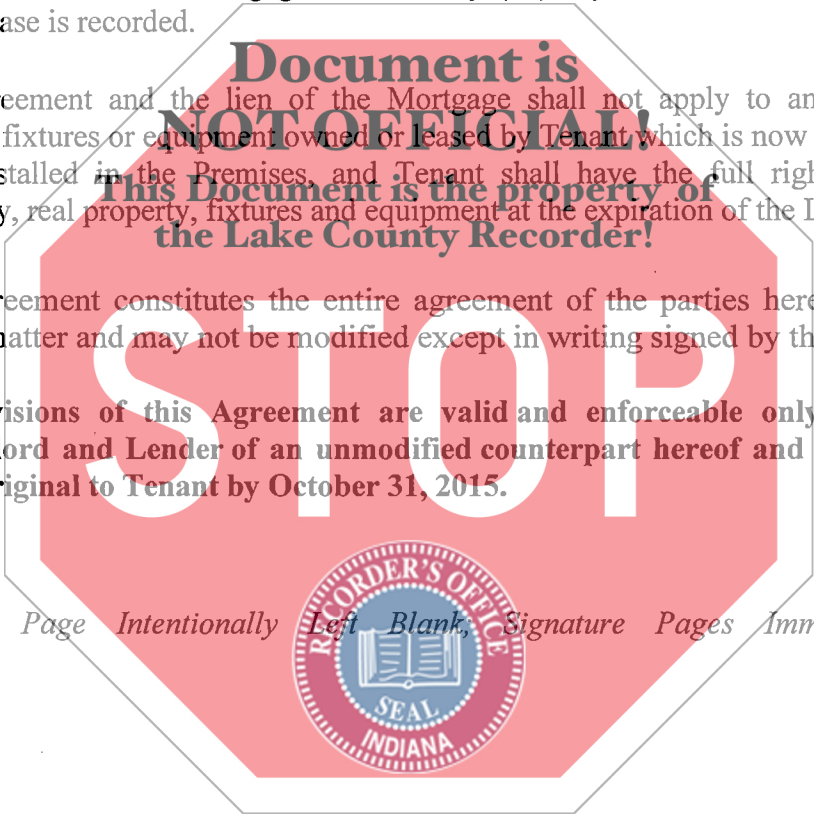 ase is recorded.
Document is
eement and the lien of the Mortgage shall not apply to an
NOT OFFICIAL!
fixtures or equipment owned or leased by Tenant which is now
stalled in the Premises, and Tenant shall have the full righ
This Document is the property of
y, real property, fixtures and equipment at the expiration of the L
the Lake County Recorder!
reement constitutes the entire agreement of the parties here
atter and may not be modified except in writing signed by th
STOP
visions of this Agreement are valid and enforceable only
ord and Lender of an unmodified counterpart hereof and
riginal to Tenant by October 31, 2015.
RECORDER'S OFFICE
Page Intentionally Left Blank; Signature Pages Imm
SEAL
INDIANA